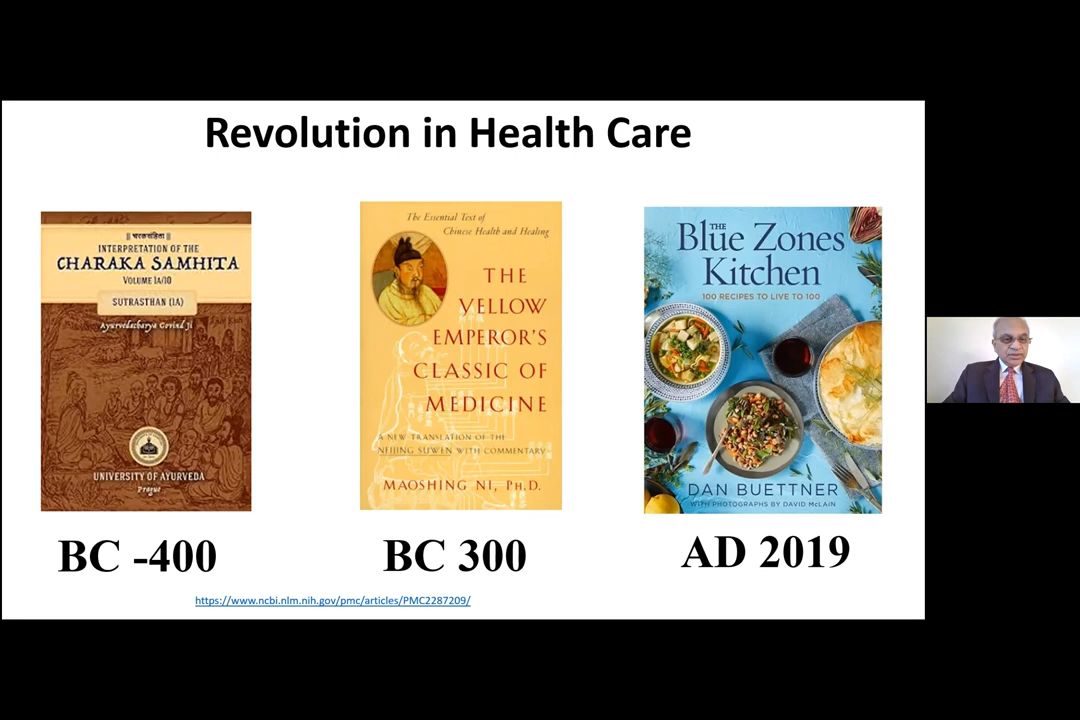 Revolution in Health Care
|| चरकसंहिता ||
INTERPRETATION OF THE
CHARAKA SAMHITA
VOLUME 1A/10
SUTRASTHAN (1A)
Ayurvedacharya Govind Ji
UNIVERSITY OF AYURVEDA
Prague
BC -400
The Essential Text of
Chinese Health and Healing
THE
YELLOW
EMPEROR'S
CLASSIC OF
MEDICINE
A NEW TRANSLATION OF THE
NEIJING SUWEN WITH COMMENTARY
MAOSHING NI, PH.D.
BC 300
THE
Blue Zones
Kitchen
100 RECIPES TO LIVE TO 100
DAN BUETTNER
WITH PHOTOGRAPHS BY DAVID McLAIN
AD 2019
https://www.ncbi.nlm.nih.gov/pmc/articles/PMC2287209/